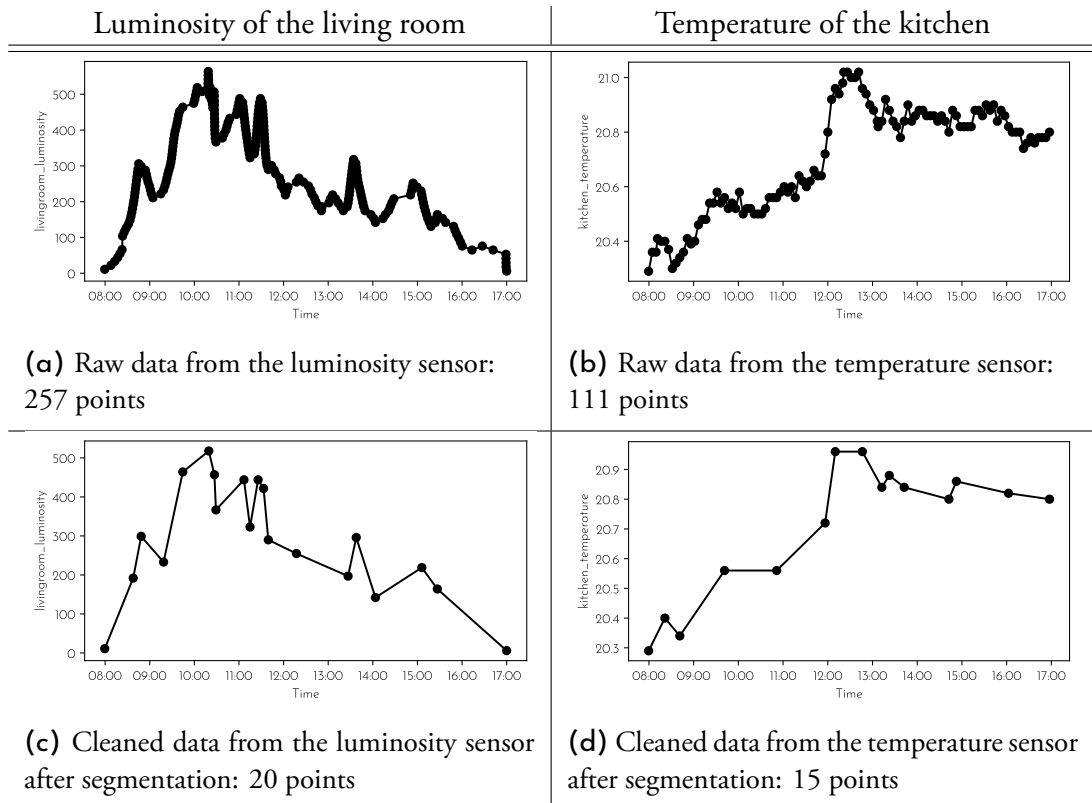 Luminosity of the living room
Temperature of the kitchen
livingroom_luminosity
500
400
300
200
100
0
08:00 09:00 10:00 11:00 12:00 13:00 14:00 15:00 16:00 17:00
Time
kitchen_temperature
21.0
20.8
20.6
20.4
08:00 09:00 10:00 11:00 12:00 13:00 14:00 15:00 16:00 17:00
Time
(a) Raw data from the luminosity sensor:
257 points
(b) Raw data from the temperature sensor:
111 points
livingroom_luminosity
500
400
300
200
100
0
08:00 09:00 10:00 11:00 12:00 13:00 14:00 15:00 16:00 17:00
Time
kitchen_temperature
20.9
20.8
20.7
20.6
20.5
20.4
20.3
08:00 09:00 10:00 11:00 12:00 13:00 14:00 15:00 16:00 17:00
Time
(c) Cleaned data from the luminosity sensor
after segmentation: 20 points
(d) Cleaned data from the temperature sensor
after segmentation: 15 points